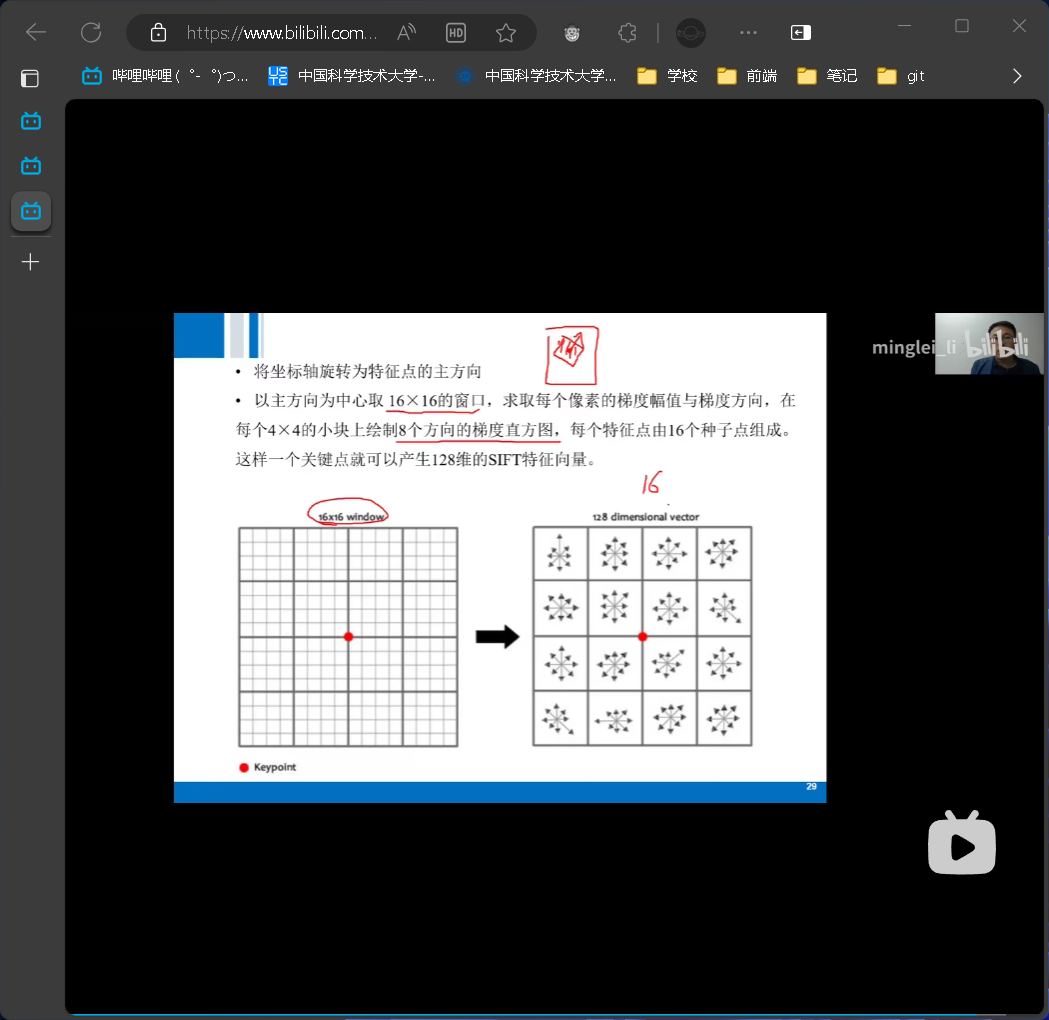 https://www.bilibili.com...
HD
哔哩哔哩 (゜-゜)つ...
中国科学技术大学-...
中国科学技术大学...
学校
前端
笔记
git
minglei_li
bilibili
• 将坐标轴旋转为特征点的主方向
• 以主方向为中心取 16×16的窗口，求取每个像素的梯度幅值与梯度方向，在
每个4×4的小块上绘制8个方向的梯度直方图，每个特征点由16个种子点组成。
这样一个关键点就可以产生128维的SIFT特征向量。
16
16x16 window
128 dimensional vector
Keypoint
29